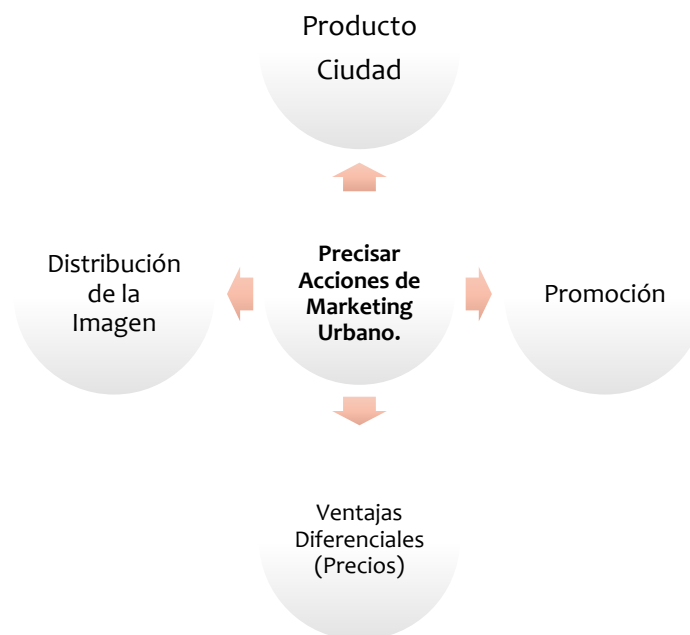 Producto
Ciudad
Distribución
de la
Imagen
Precisar
Acciones de
Marketing
Urbano.
Promoción
Ventajas
Diferenciales
(Precios)